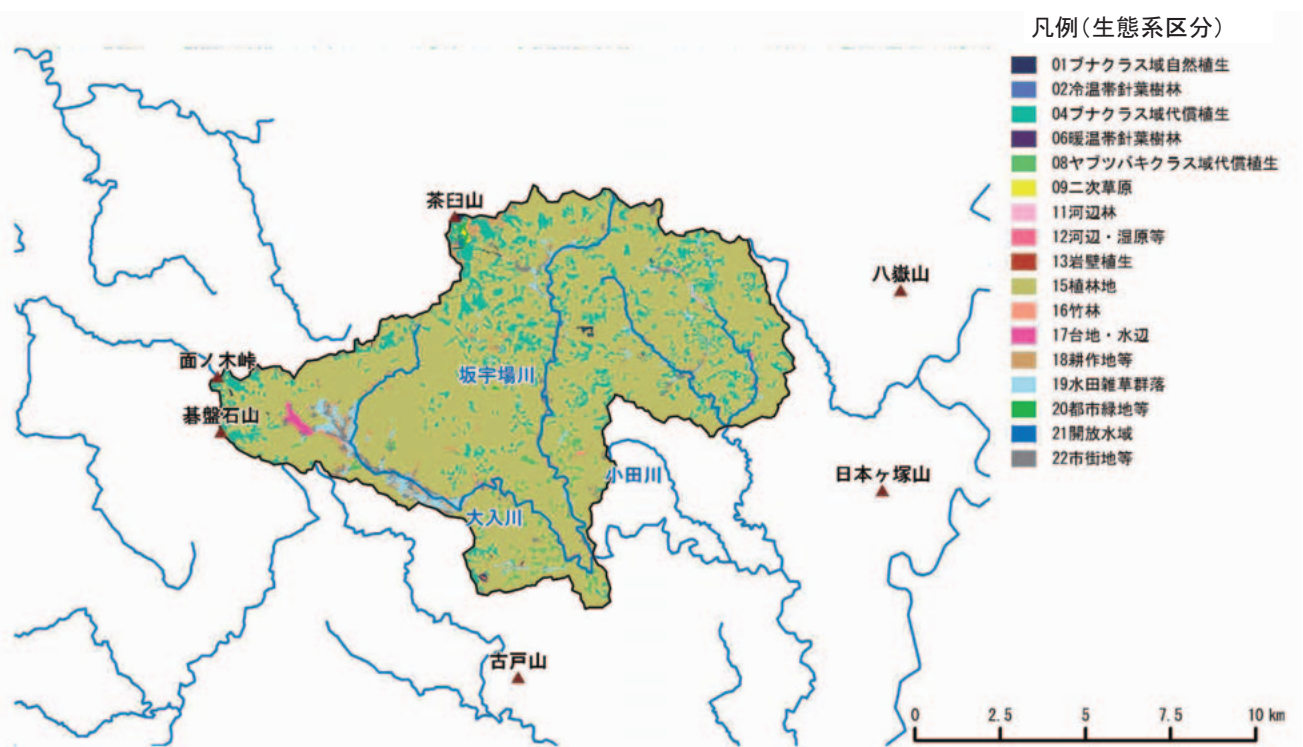 凡例(生態系区分)
01ブナクラス域自然植生
02冷温帯針葉樹林
04ブナクラス域代償植生
06暖温帯針葉樹林
08ヤブツバキクラス域代償植生
09二次草原
11河辺林
12河辺・湿原等
13岩壁植生
15植林地
16竹林
17台地・水辺
18耕作地等
19水田雑草群落
20都市緑地等
21開放水域
22市街地等
茶臼山
八嶽山
面ノ木峠
坂宇場川
碁盤石山
小田川
日本ヶ塚山
大入川
古戸山
0 2.5 5 7.5 10 km